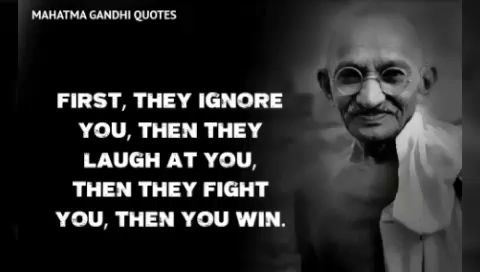 MAHATMA GANDHI QUOTES
FIRST, THEY IGNORE
YOU, THEN THEY
LAUGH AT YOU,
THEN THEY FIGHT
YOU, THEN YOU WIN.